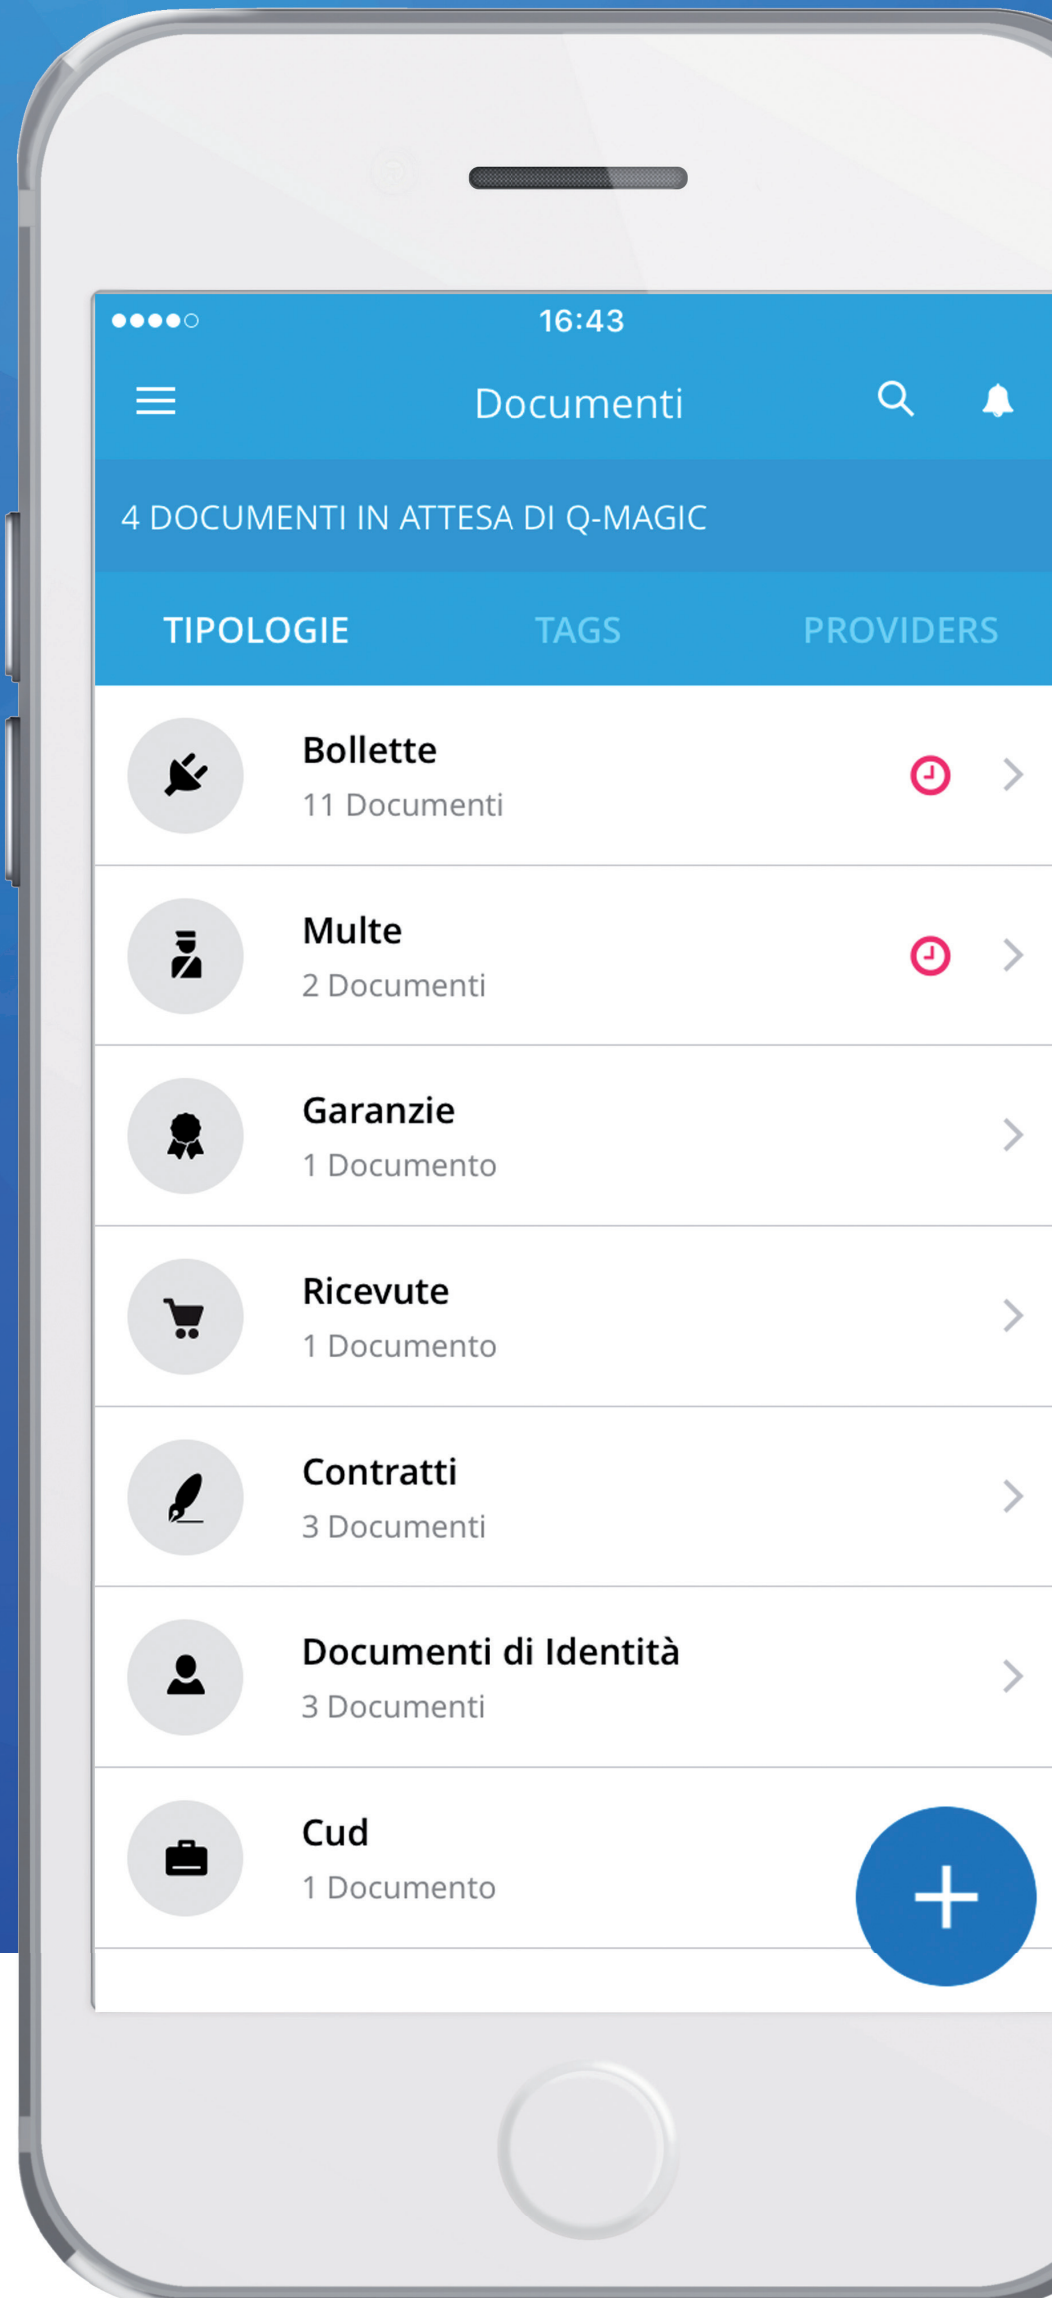 16:43
Documenti
4 DOCUMENTI IN ATTESA DI Q-MAGIC
TIPOLOGIE TAGS PROVIDERS
Bollette
11 Documenti
Multe
2 Documenti
Garanzie
1 Documento
Ricevute
1 Documento
Contratti
3 Documenti
Documenti di Identità
3 Documenti
Cud
1 Documento